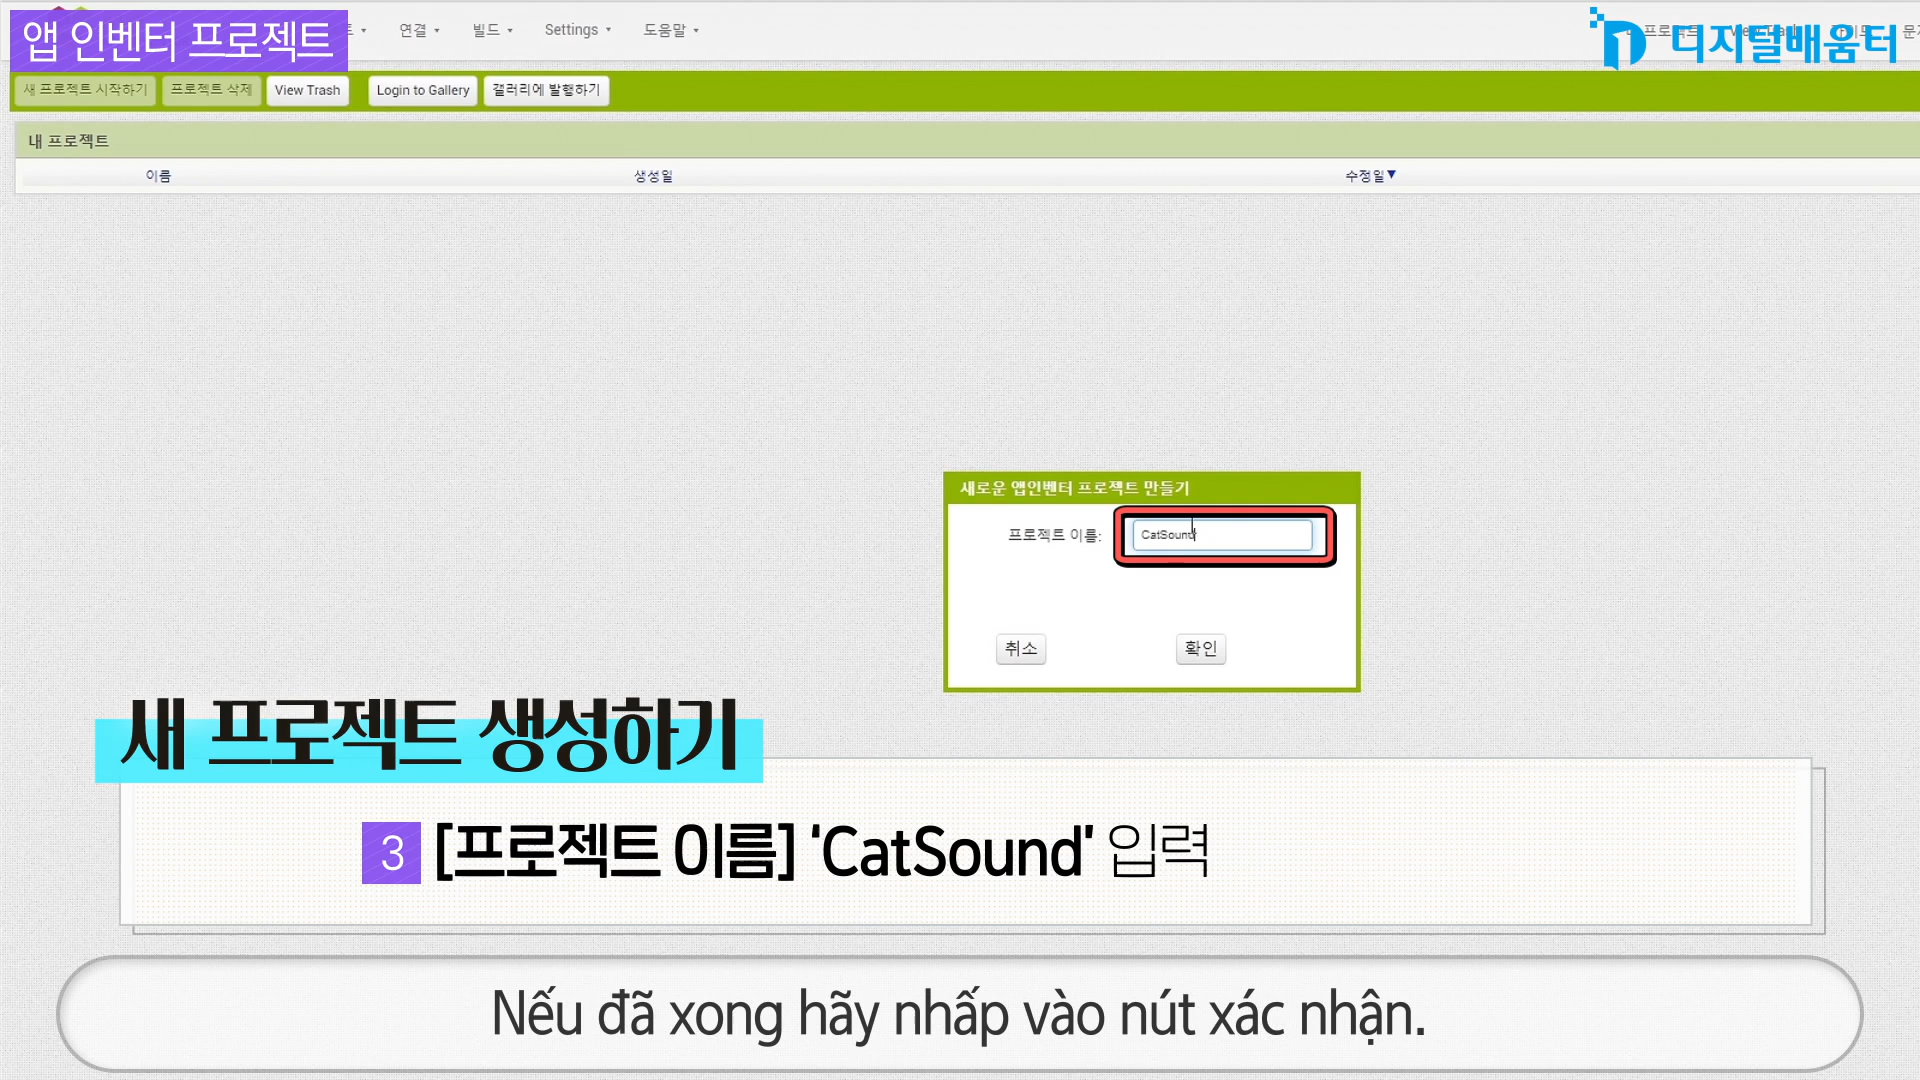 앱 인벤터 프로젝트
연결
빌드
Settings
도움말
디지털배움터
새 프로젝트 시작하기
프로젝트 삭제
View Trash
Login to Gallery
갤러리에 발행하기
내 프로젝트
이름
생성일
수정일
새로운 앱인벤터 프로젝트 만들기
프로젝트 이름:
CatSound
취소
확인
새 프로젝트 생성하기
3 [프로젝트 이름] ‘CatSound’ 입력
Nếu đã xong hãy nhấp vào nút xác nhận.